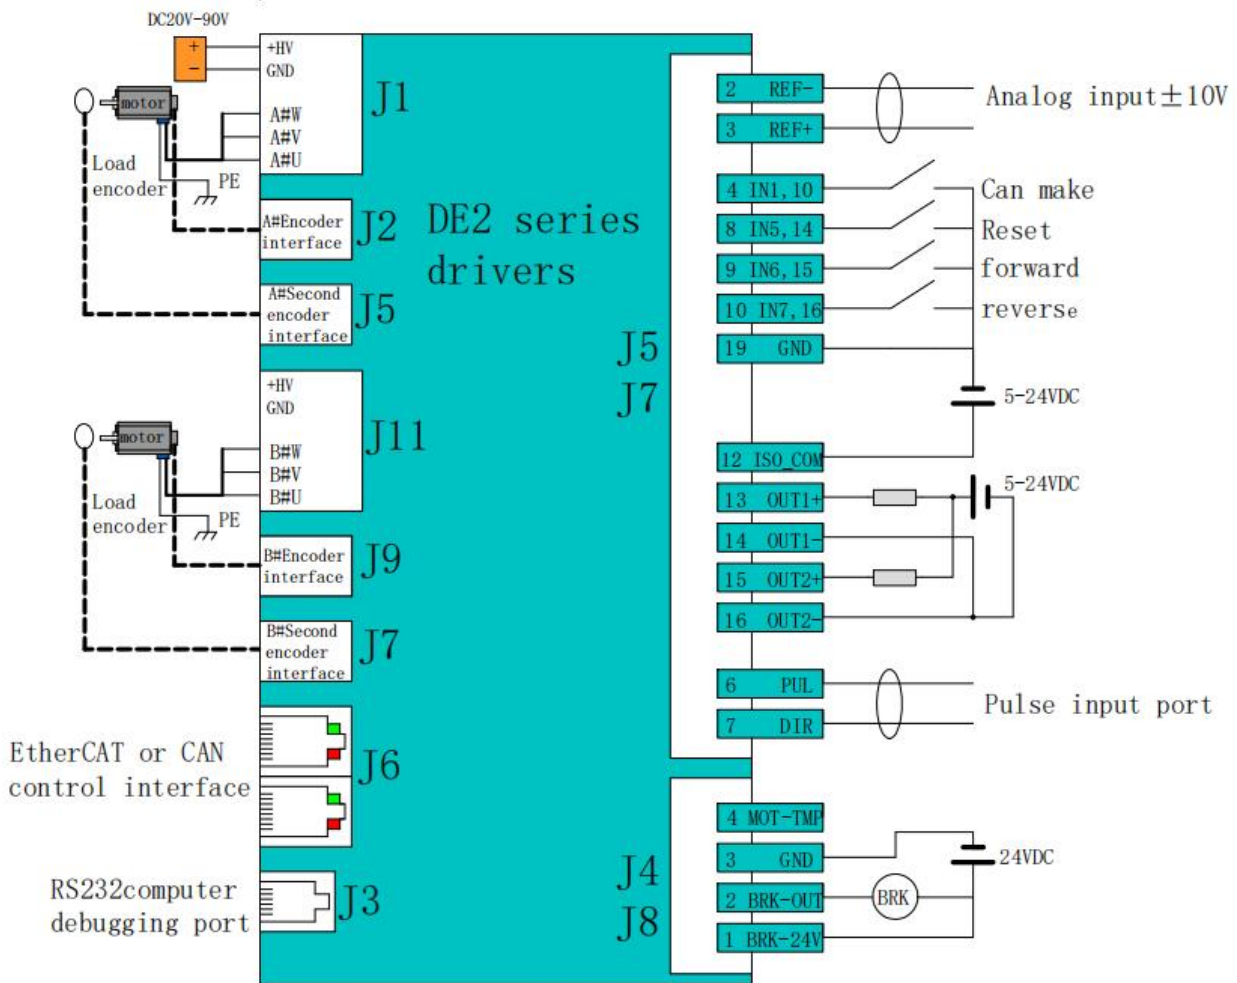 DC20V-90V
+
-
+HV
GND
motor
J1
A#W
A#V
A#U
Load
encoder
PE
A#Encoder
interface
J2
DE2 series
drivers
A#Second
encoder
interface
J5
+HV
GND
motor
J11
B#W
B#V
B#U
Load
encoder
PE
B#Encoder
interface
J9
B#Second
encoder
interface
J7
EtherCAT or CAN
control interface
J6
RS232computer
debugging port
J3
J5
J7
2 REF-
3 REF+
Analog input±10V
4 IN1,10
Can make
8 IN5,14
Reset
9 IN6,15
forward
10 IN7,16
reverse
19 GND
5-24VDC
12 ISO_COM
13 OUT1+
5-24VDC
14 OUT1-
15 OUT2+
16 OUT2-
6 PUL
7 DIR
Pulse input port
J4
J8
4 MOT-TMP
3 GND
24VDC
2 BRK-OUT
BRK
1 BRK-24V